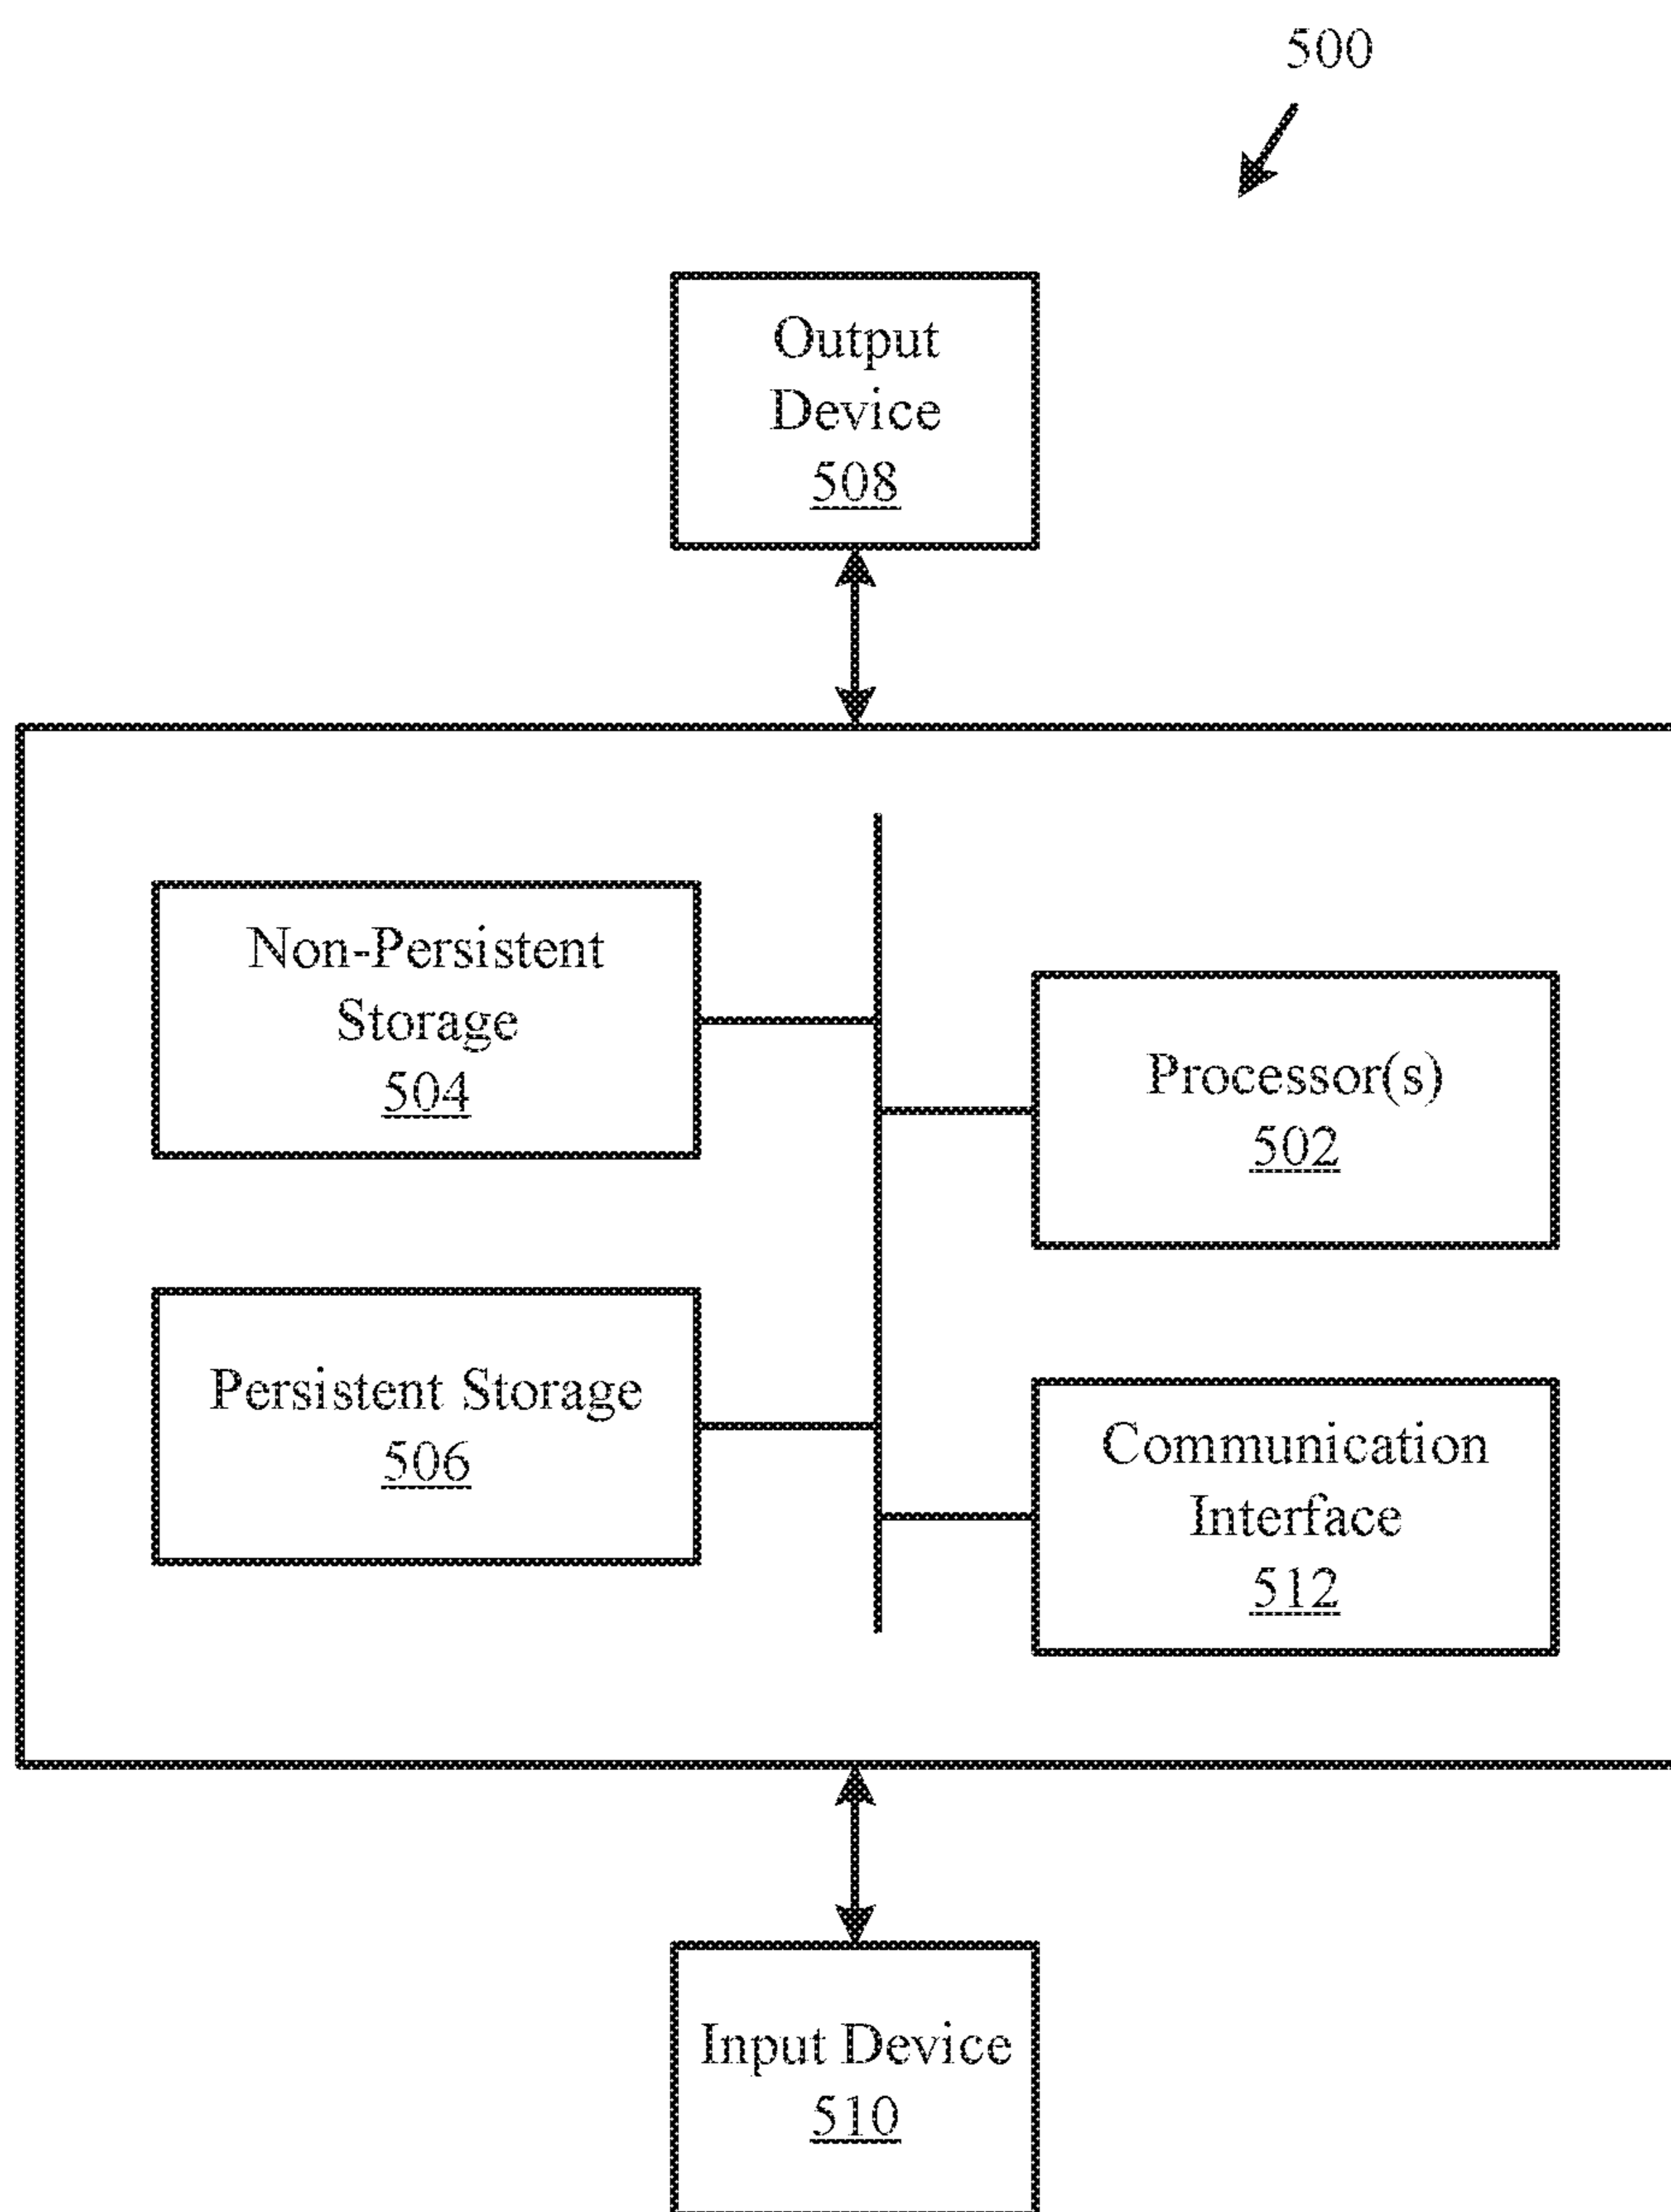 500
Output
Device
508
Non-Persistent
Storage
504
Processor(s)
502
Persistent Storage
506
Communication
Interface
512
Input Device
510